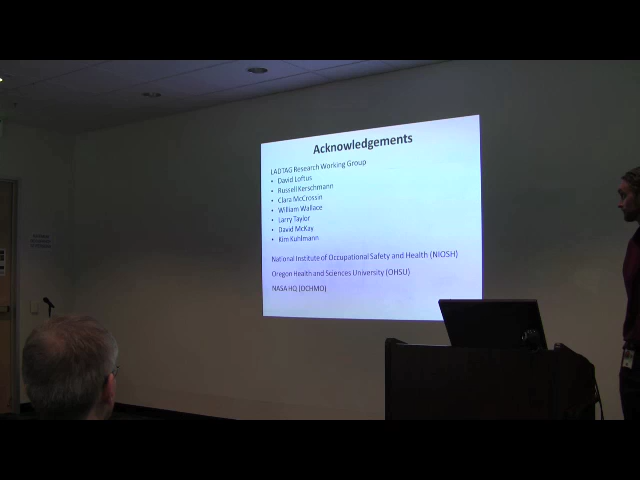 Acknowledgements
LADTAG Research Working Group
• David Loftus
• Russell Kerschmann
• Clara McCrossin
• William Wallace
• Larry Taylor
• David McKay
• Kim Kuhlmann
National Institute of Occupational Safety and Health (NIOSH)
Oregon Health and Sciences University (OHSU)
NASA HQ (OCHMO)